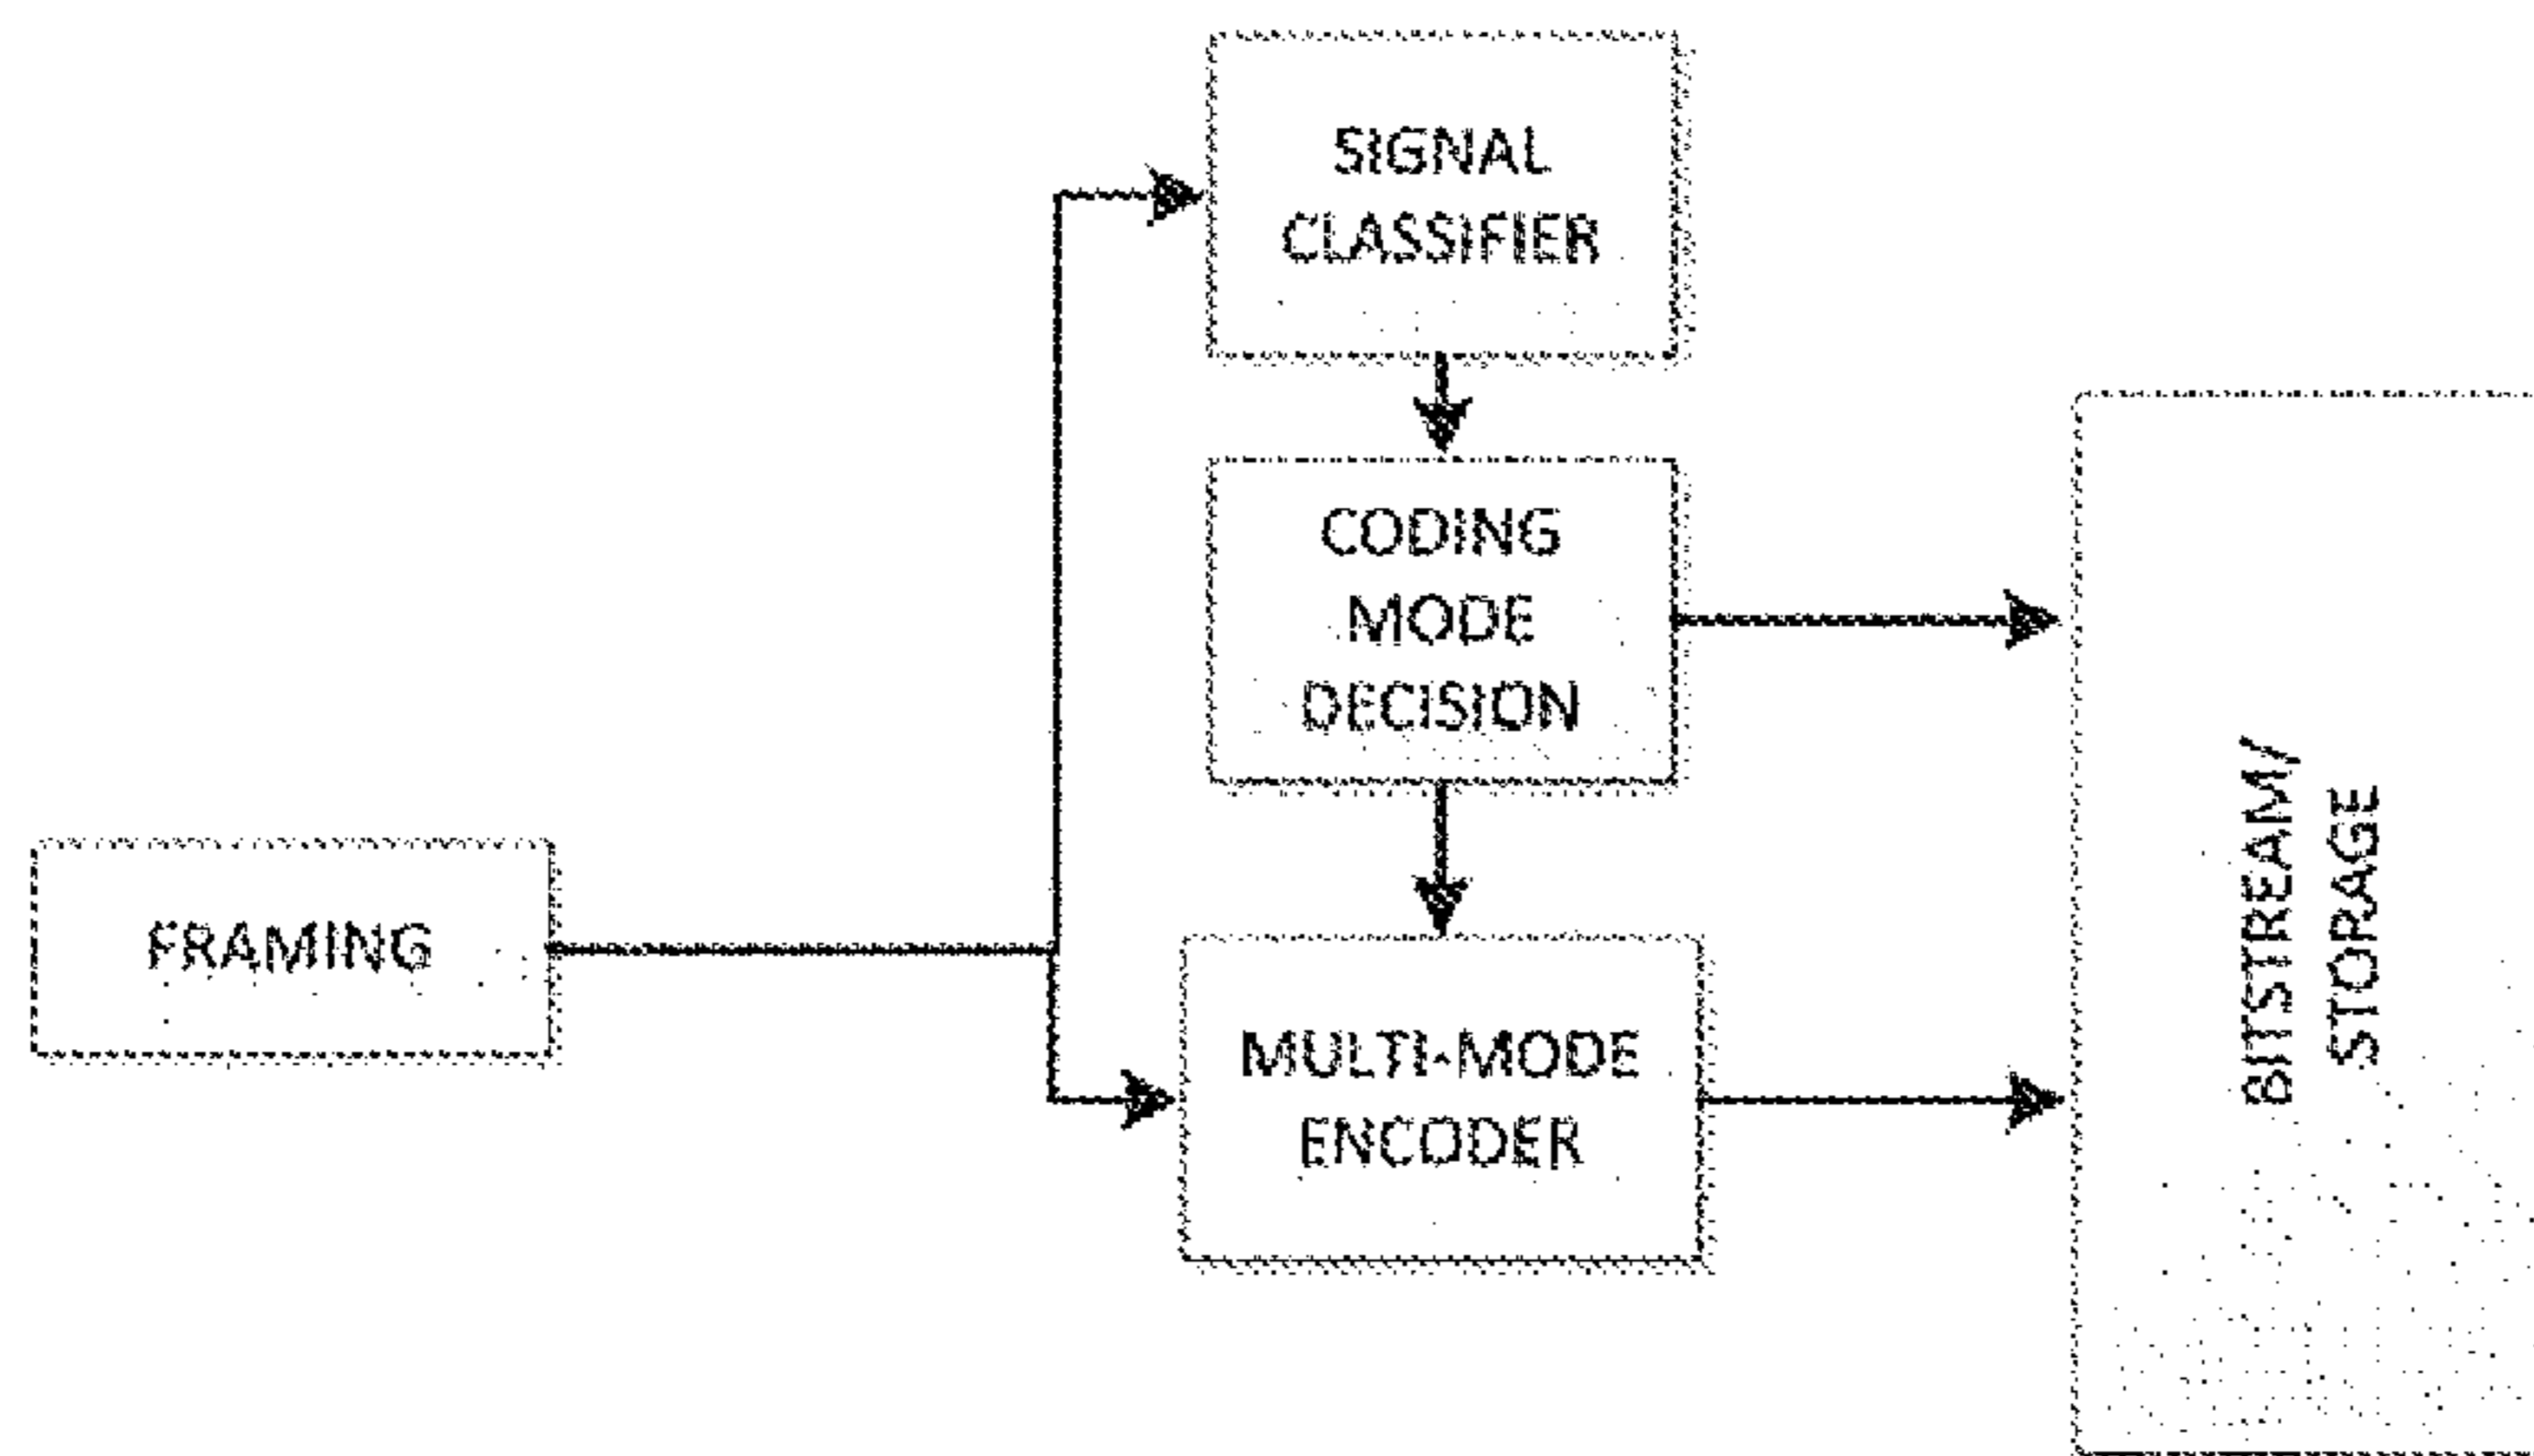 SIGNAL
CLASSIFIER
CODING
MODE
DECISION
FRAMING
MULTI-MODE
ENCODER
BITSTREAM/
STORAGE